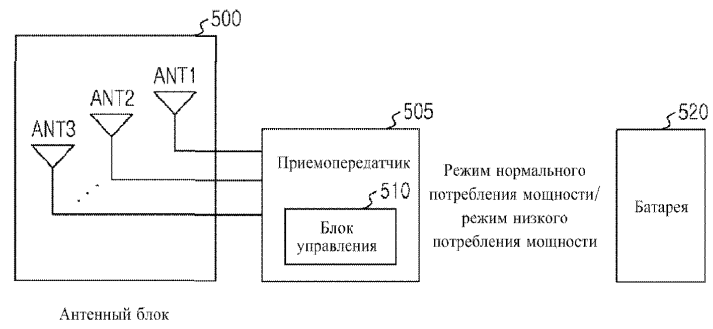 500
ANT1
ANT2
ANT3
505
520
Приемопередатчик
510
Блок
управления
Режим нормального
потребления мощности/
режим низкого
потребления мощности
Батарея
Антенный блок